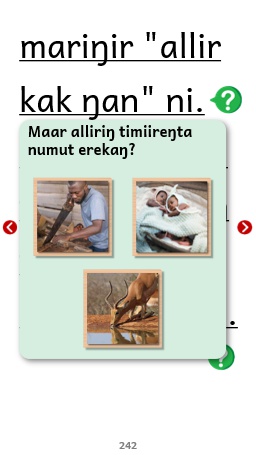 mariŋir "allir
kak ŋan" ni.
Maar alliriŋ timiireŋta
numut erekaŋ?
.
242